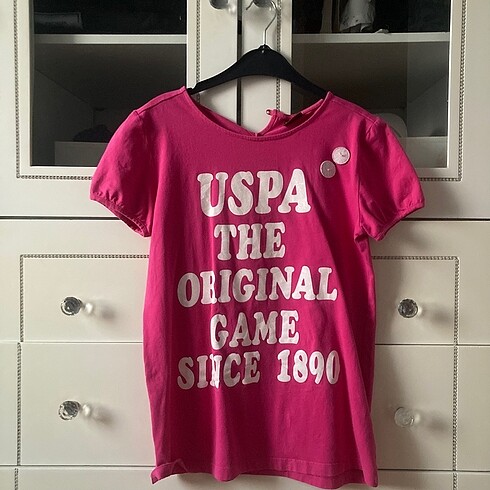 USPA
THE
ORIGINAL
GAME
SINCE 1890